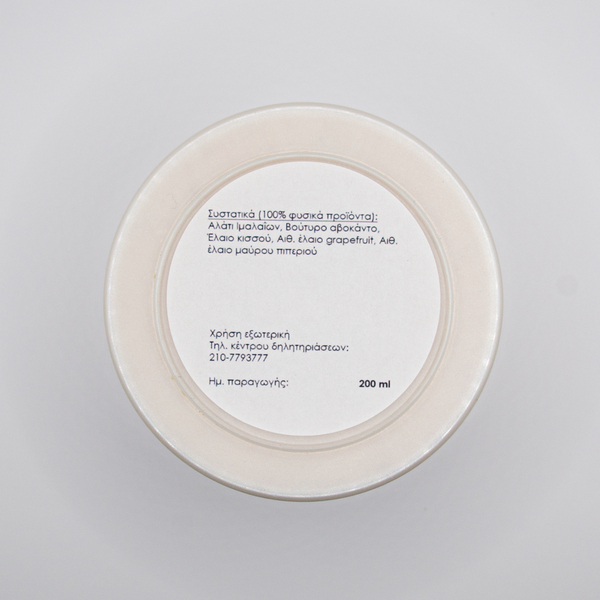 Συστατικά (100% φυσικά προϊόντα):
Αλάτι Ιμαλαΐων, Βούτυρο αβοκάντο,
Έλαιο κισσού, Αιθ. έλαιο grapefruit, Αιθ.
έλαιο μαύρου πιπεριού
Χρήση εξωτερική
Τηλ. κέντρου δηλητηριάσεων:
210-7793777
Ημ. παραγωγής: 200 ml